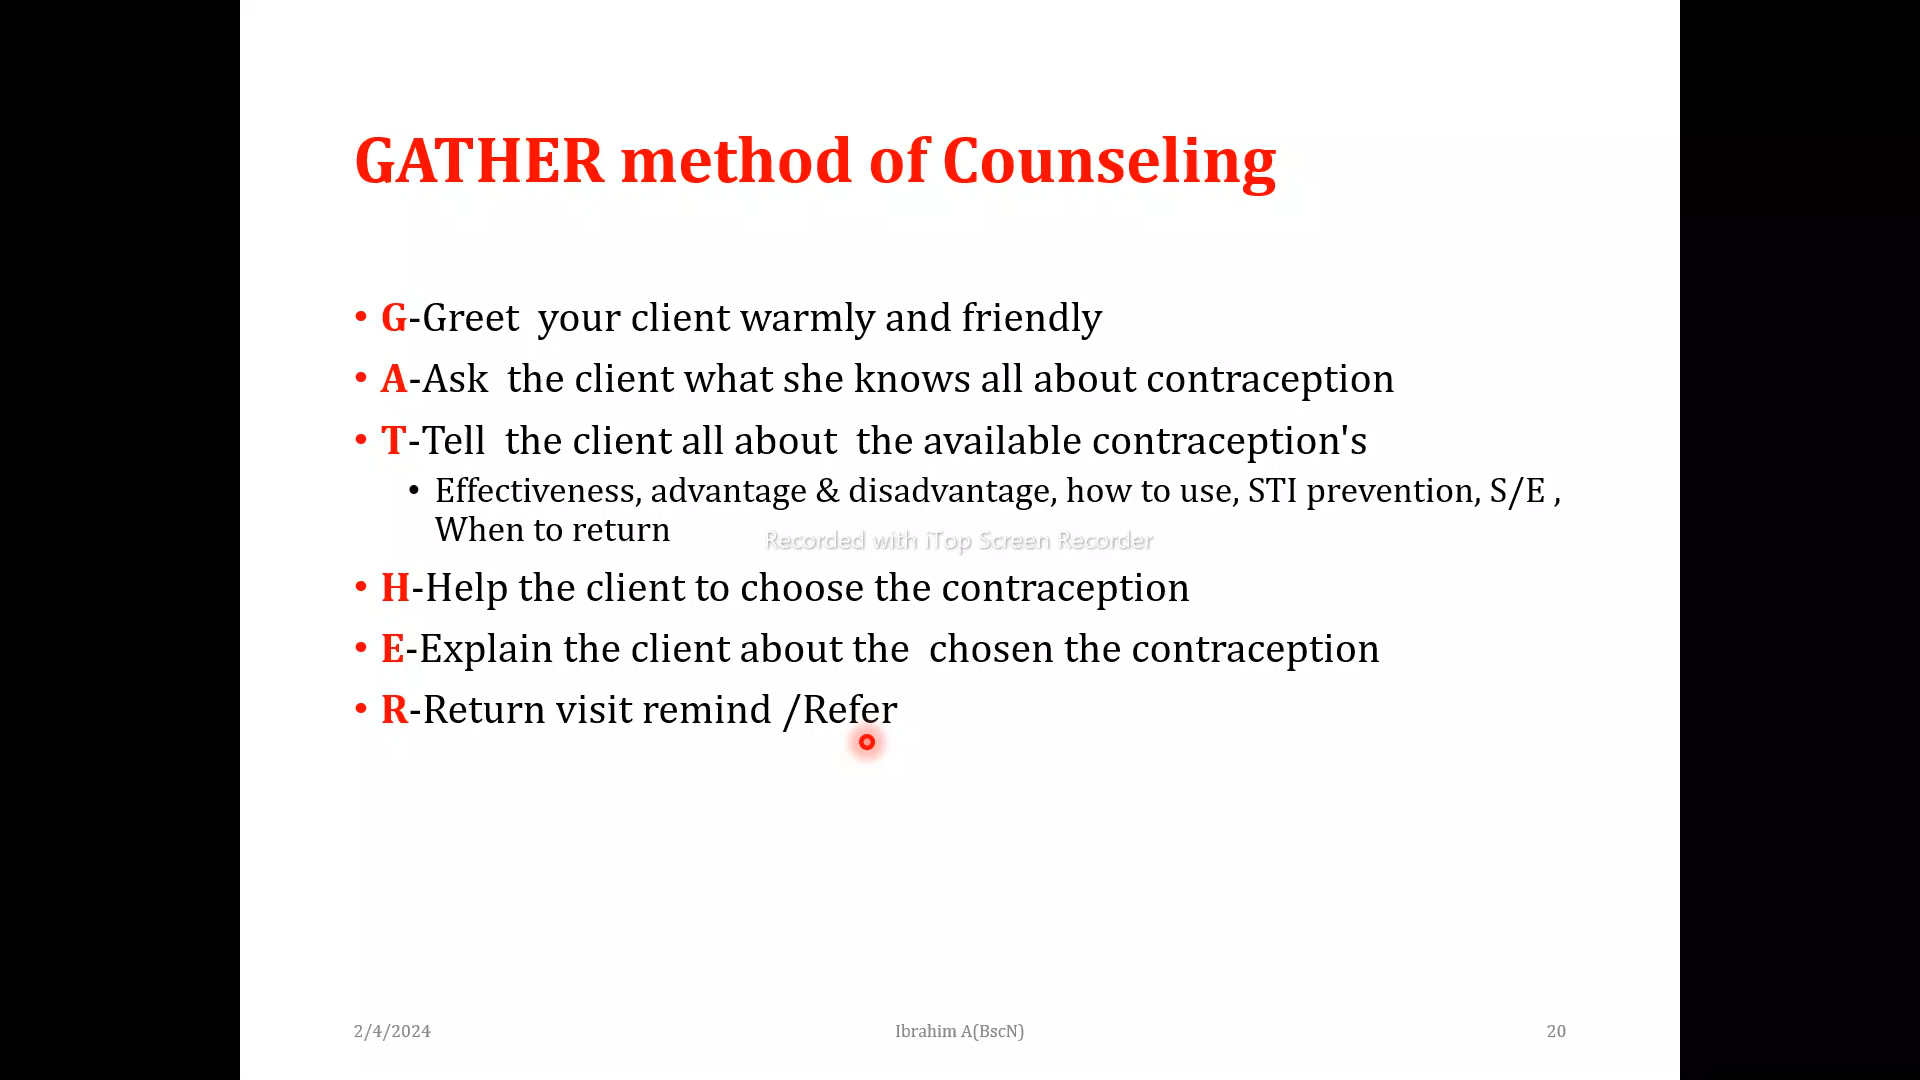 GATHER method of Counseling
• G-Greet  your client warmly and friendly
• A-Ask  the client what she knows all about contraception
• T-Tell  the client all about  the available contraception's
• Effectiveness, advantage & disadvantage, how to use, STI prevention, S/E ,
When to return
Recorded with iTop Screen Recorder
• H-Help the client to choose the contraception
• E-Explain the client about the  chosen the contraception
• R-Return visit remind /Refer
2/4/2024
Ibrahim A(BscN)
20